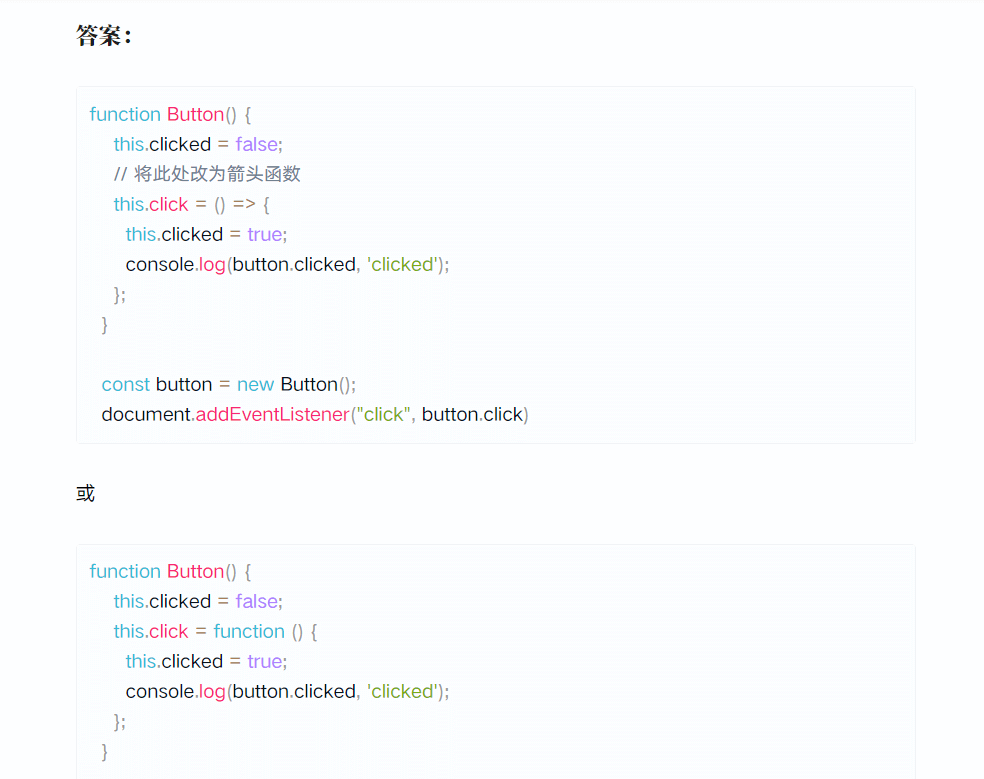 答案：
function Button() {
this.clicked = false;
// 将此处改为箭头函数
this.click = () => {
this.clicked = true;
console.log(button.clicked, 'clicked');
};
}
const button = new Button();
document.addEventListener("click", button.click)
或
function Button() {
this.clicked = false;
this.click = function () {
this.clicked = true;
console.log(button.clicked, 'clicked');
};
}